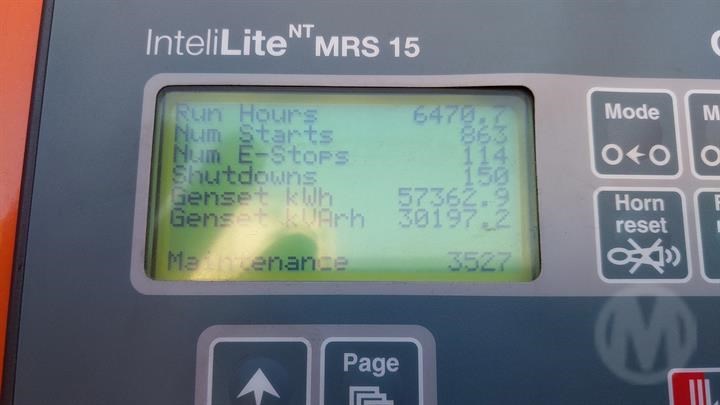 InteliLite NT MRS 15
Run Hours 6470.7
Num Starts 863
Num E-Stops 114
Shutdowns 150
Genset kWh 57362.9
Genset kVArh 30197.2
Maintenance 3527
Mode
Horn reset
Page
M